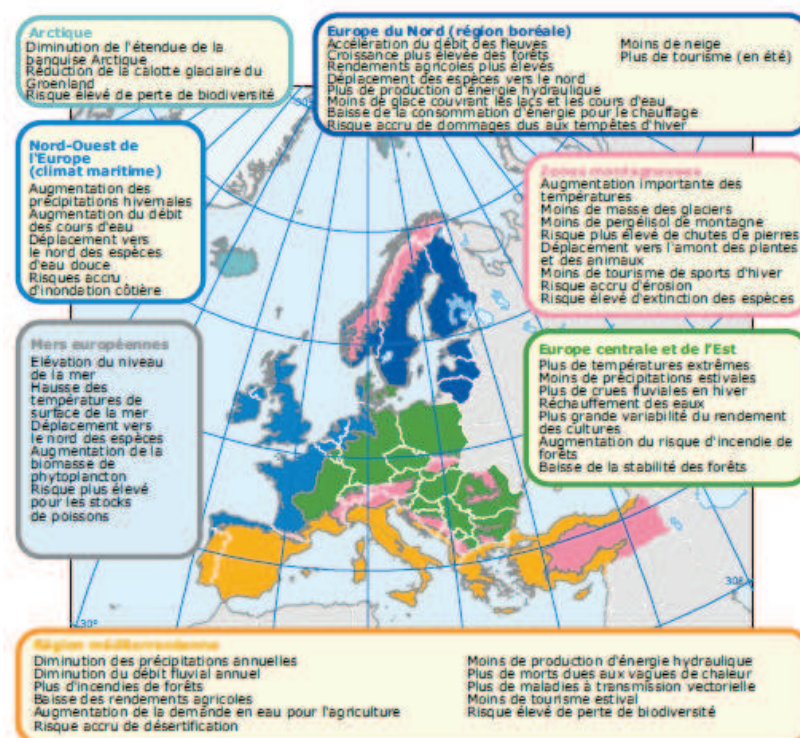 Arctique
Diminution de l'étendue de la
banquise Arctique
Réduction de la calotte glaciaire du
Groenland
Risque élevé de perte de biodiversité
Europe du Nord (région boréale)
Accélération du débit des fleuves
Croissance plus élevée des forêts
Rendements agricoles plus élevés
Déplacement des espèces vers le nord
Plus de production d'énergie hydraulique
Moins de glace couvrant les lacs et les cours d'eau
Baisse de la consommation d'énergie pour le chauffage
Risque accru de dommages dus aux tempêtes d'hiver
Moins de neige
Plus de tourisme (en été)
Nord-Ouest de
l'Europe
(climat maritime)
Augmentation des
précipitations hivernales
Augmentation du débit
des cours d'eau
Déplacement vers
le nord des espèces
d'eau douce
Risques accru
d'inondation côtière
Zones montagneuses
Augmentation importante des
températures
Moins de masse des glaciers
Moins de pergélisol de montagne
Risque plus élevé de chutes de pierres
Déplacement vers l'amont des plantes
et des animaux
Moins de tourisme de sports d'hiver
Risque accru d'érosion
Risque élevé d'extinction des espèces
Mers européennes
Elévation du niveau
de la mer
Hausse des
températures de
surface de la mer
Déplacement vers
le nord des espèces
Augmentation de la
biomasse de
phytoplancton
Risque plus élevé
pour les stocks
de poissons
Europe centrale et de l'Est
Plus de températures extrêmes
Moins de précipitations estivales
Plus de crues fluviales en hiver
Réchauffement des eaux
Plus grande variabilité du rendement
des cultures
Augmentation du risque d'incendie de
forêts
Baisse de la stabilité des forêts
30°
30°
30°
Région méditerranéenne
Diminution des précipitations annuelles
Diminution du débit fluvial annuel
Plus d'incendies de forêts
Baisse des rendements agricoles
Augmentation de la demande en eau pour l'agriculture
Risque accru de désertification
Moins de production d'énergie hydraulique
Plus de morts dues aux vagues de chaleur
Plus de maladies à transmission vectorielle
Moins de tourisme estival
Risque élevé de perte de biodiversité